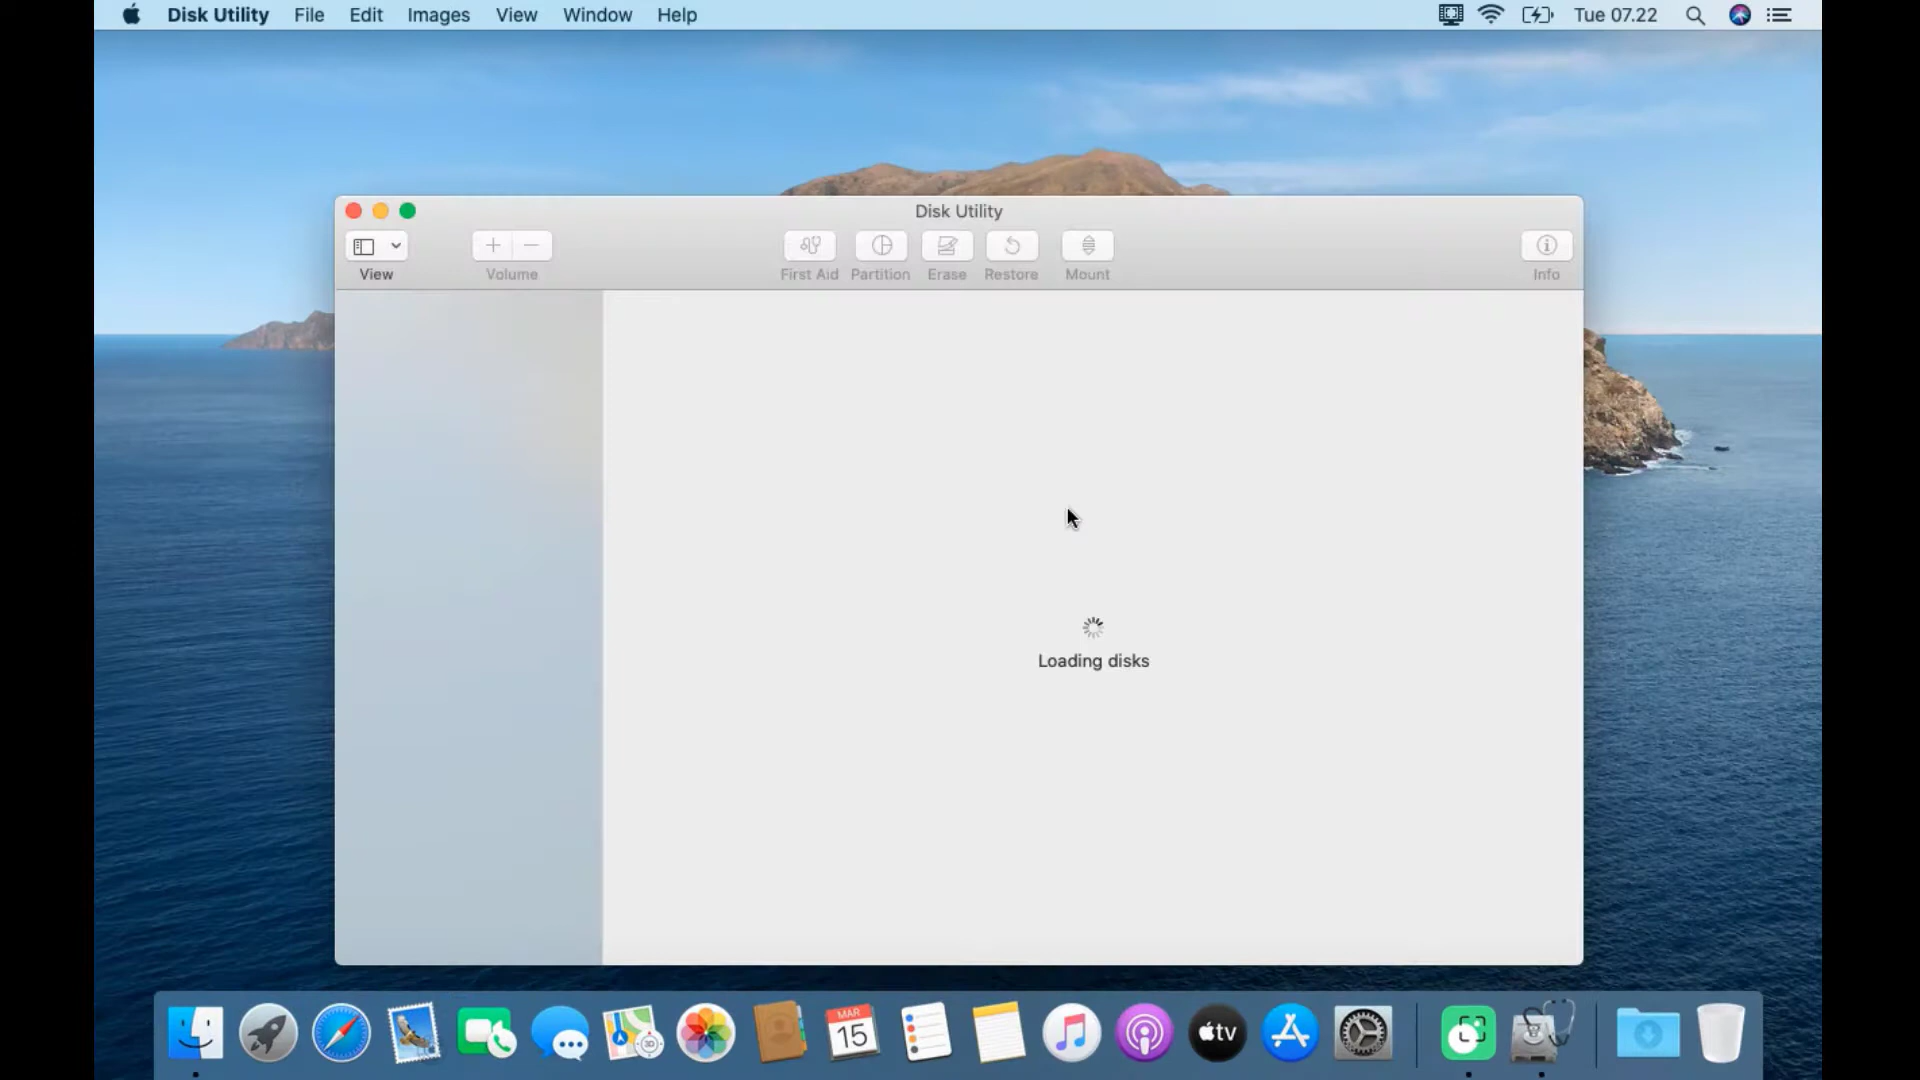 Disk Utility File Edit Images View Window Help Tue 07.22
Disk Utility
View Volume First Aid Partition Erase Restore Mount Info
Loading disks
MAR
15
3D
tv